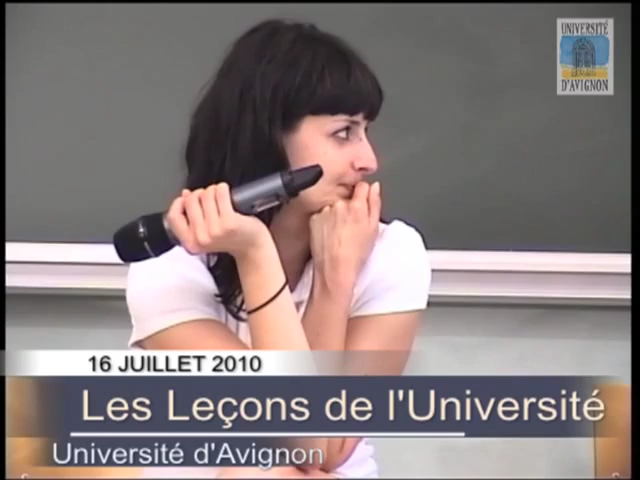 UNIVERSITÉ
D'AVIGNON
16 JUILLET 2010
Les Leçons de l'Université
Université d'Avignon